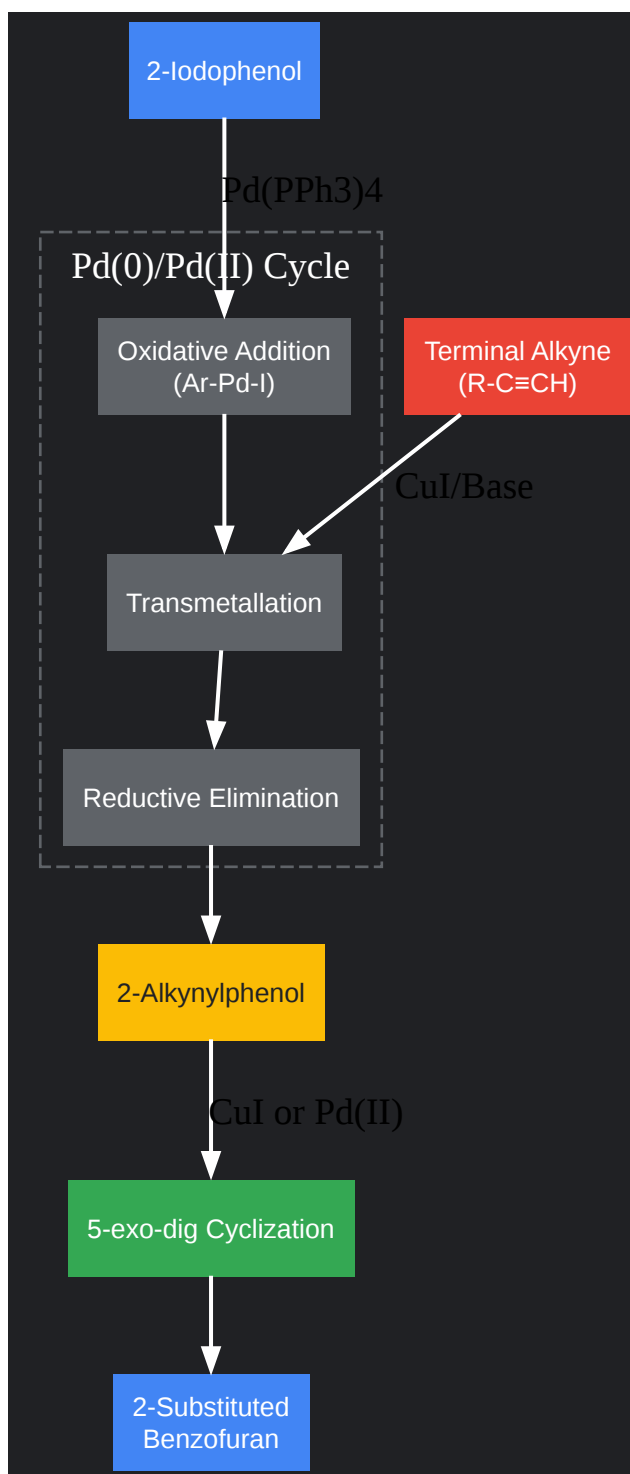 2-Iodophenol
Pd(PPh3)4
Pd(0)/Pd(II) Cycle
Oxidative Addition
(Ar-Pd-I)
Terminal Alkyne
(R-C≡CH)
CuI/Base
Transmetallation
Reductive Elimination
2-Alkynylphenol
CuI or Pd(II)
5-exo-dig Cyclization
2-Substituted
Benzofuran